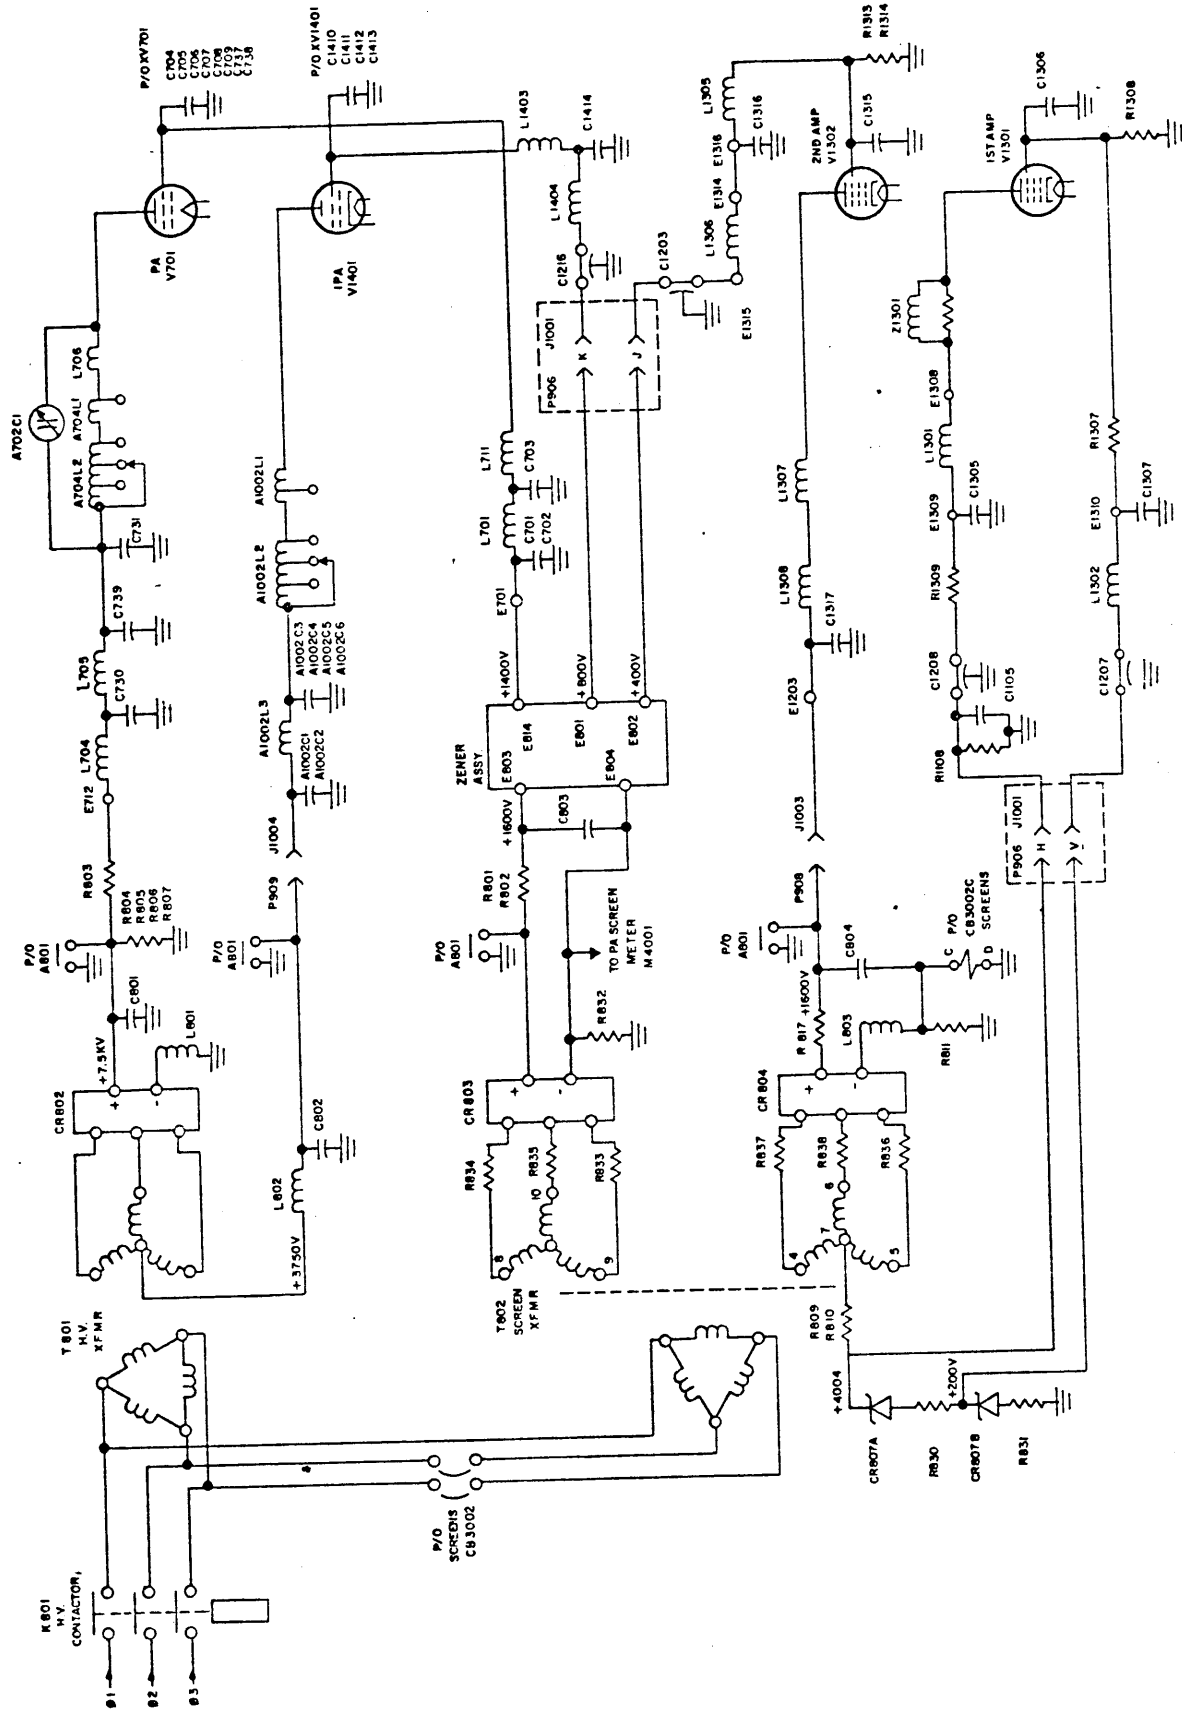 K801
H.V.
CONTACTOR
Ø1
Ø2
Ø3
T801
H.V.
XFMR
P/O
SCREENS
CB3002
CR802
+7.5KV
+
-
L801
C801
P/O
A801
R804
R805
R806
R807
R803
E712
L704
C730
L705
C739
C731
A704L2
A704L1
L706
A702C1
PA
V701
P/O XV701
C704
C705
C706
C707
C708
C709
C737
C738
+3750V
L802
C802
P/O
A801
P909
J1004
A1002C1
A1002C2
A1002L3
A1002C3
A1002C4
A1002C5
A1002C6
A1002L2
A1002L1
IPA
V1401
P/O XV1401
C1410
C1411
C1412
C1413
L1403
C1414
L1404
C1216
T802
SCREEN
XFMR
8
10
9
R834
R835
R833
CR803
+
-
R832
P/O
A801
TO PA SCREEN
METER
M4001
R801
R802
+1600V
C803
ZENER
ASSY
E803
E804
E814
E801
E802
+1400V
+800V
+400V
E701
L701
C701
C702
L711
C703
P906
J1001
K
J
C1203
E1315
L1306
E1314
E1316
C1316
L1305
R1313
R1314
C1315
2ND AMP
V1302
4
7
6
5
R837
R838
R836
CR804
+
-
R817
+1600V
L803
R811
C804
P/O
A801
C
D
P/O
CB3002C
SCREENS
P908
J1003
E1203
C1317
L1308
L1307
R809
R810
+4004
+200V
CR807A
R830
CR807B
R831
P906
J1001
H
V
R1108
C1105
C1208
R1309
E1309
C1305
L1301
E1308
Z1301
1ST AMP
V1301
C1306
R1308
C1207
L1302
E1310
C1307
R1307